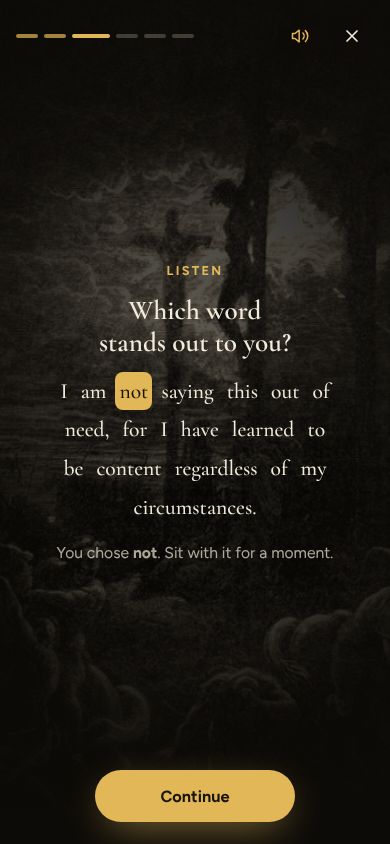 LISTEN
Which word
stands out to you?
I am not saying this out of
need, for I have learned to
be content regardless of my
circumstances.
You chose not. Sit with it for a moment.
Continue